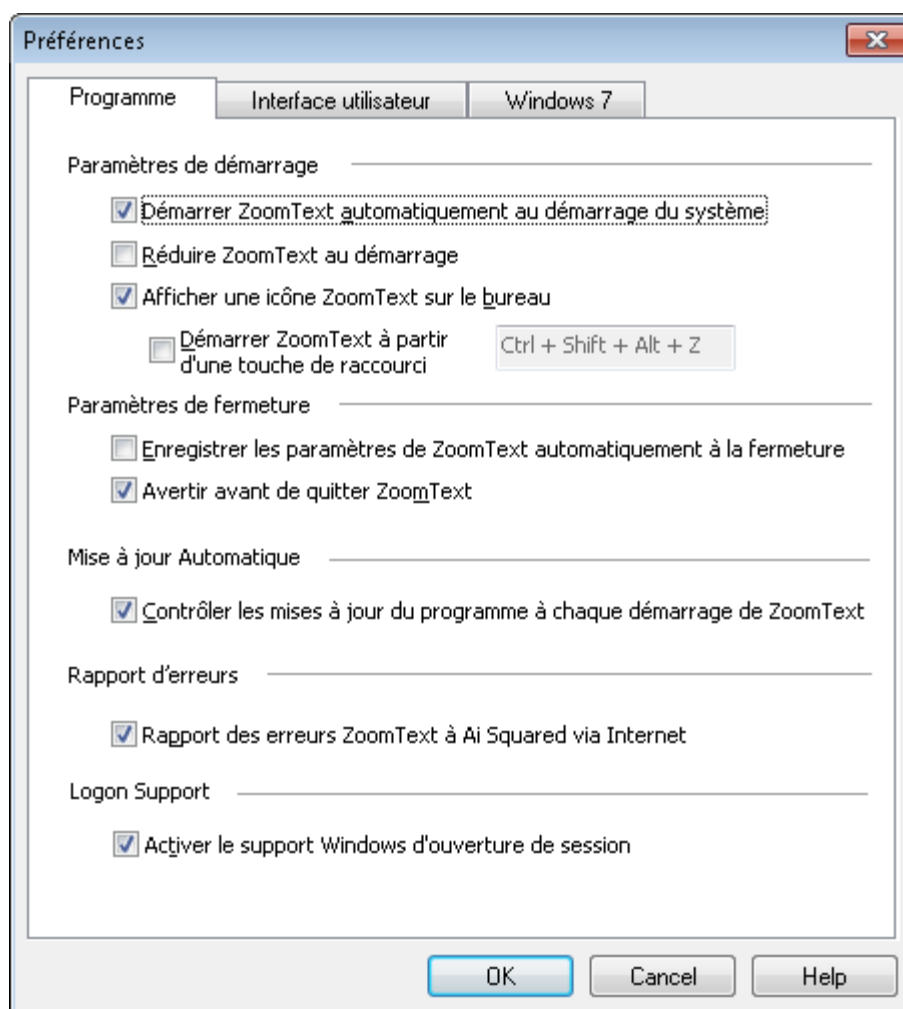 Préférences
Programme
Interface utilisateur
Windows 7
Paramètres de démarrage
Démarrer ZoomText automatiquement au démarrage du système
Réduire ZoomText au démarrage
Afficher une icône ZoomText sur le bureau
Démarrer ZoomText à partir
d'une touche de raccourci
Ctrl + Shift + Alt + Z
Paramètres de fermeture
Enregistrer les paramètres de ZoomText automatiquement à la fermeture
Avertir avant de quitter ZoomText
Mise à jour Automatique
Contrôler les mises à jour du programme à chaque démarrage de ZoomText
Rapport d’erreurs
Rapport des erreurs ZoomText à Ai Squared via Internet
Logon Support
Activer le support Windows d'ouverture de session
OK
Cancel
Help